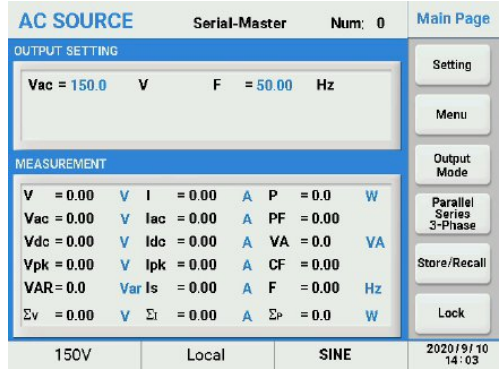 AC SOURCE Serial-Master Num: 0 Main Page
OUTPUT SETTING
Vac = 150.0 V F = 50.00 Hz
MEASUREMENT
V = 0.00 V I = 0.00 A P = 0.0 W
Vac = 0.00 V Iac = 0.00 A PF = 0.00
Vdc = 0.00 V Idc = 0.00 A VA = 0.0 VA
Vpk = 0.00 V Ipk = 0.00 A CF = 0.00
VAR= 0.0 Var Is = 0.00 A F = 0.00 Hz
ΣV = 0.00 V ΣI = 0.00 A ΣP = 0.0 W
Setting
Menu
Output
Mode
Parallel
Series
3-Phase
Store/Recall
Lock
150V Local SINE
2020/9/10
14:03